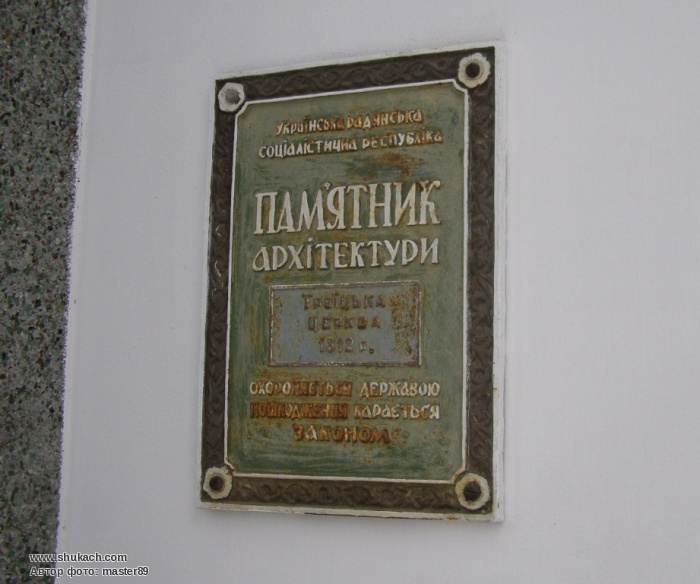 Українська Радянська
Соціалістична Республіка
ПАМ'ЯТНИК
АРХІТЕКТУРИ
ТРОЇЦЬКА
ЦЕРКВА
1812 р.
ОХОРОНЯЄТЬСЯ ДЕРЖАВОЮ
ПОШКОДЖЕННЯ КАРАЄТЬСЯ
ЗАКОНОМ
www.shukach.com
Автор фото: master89